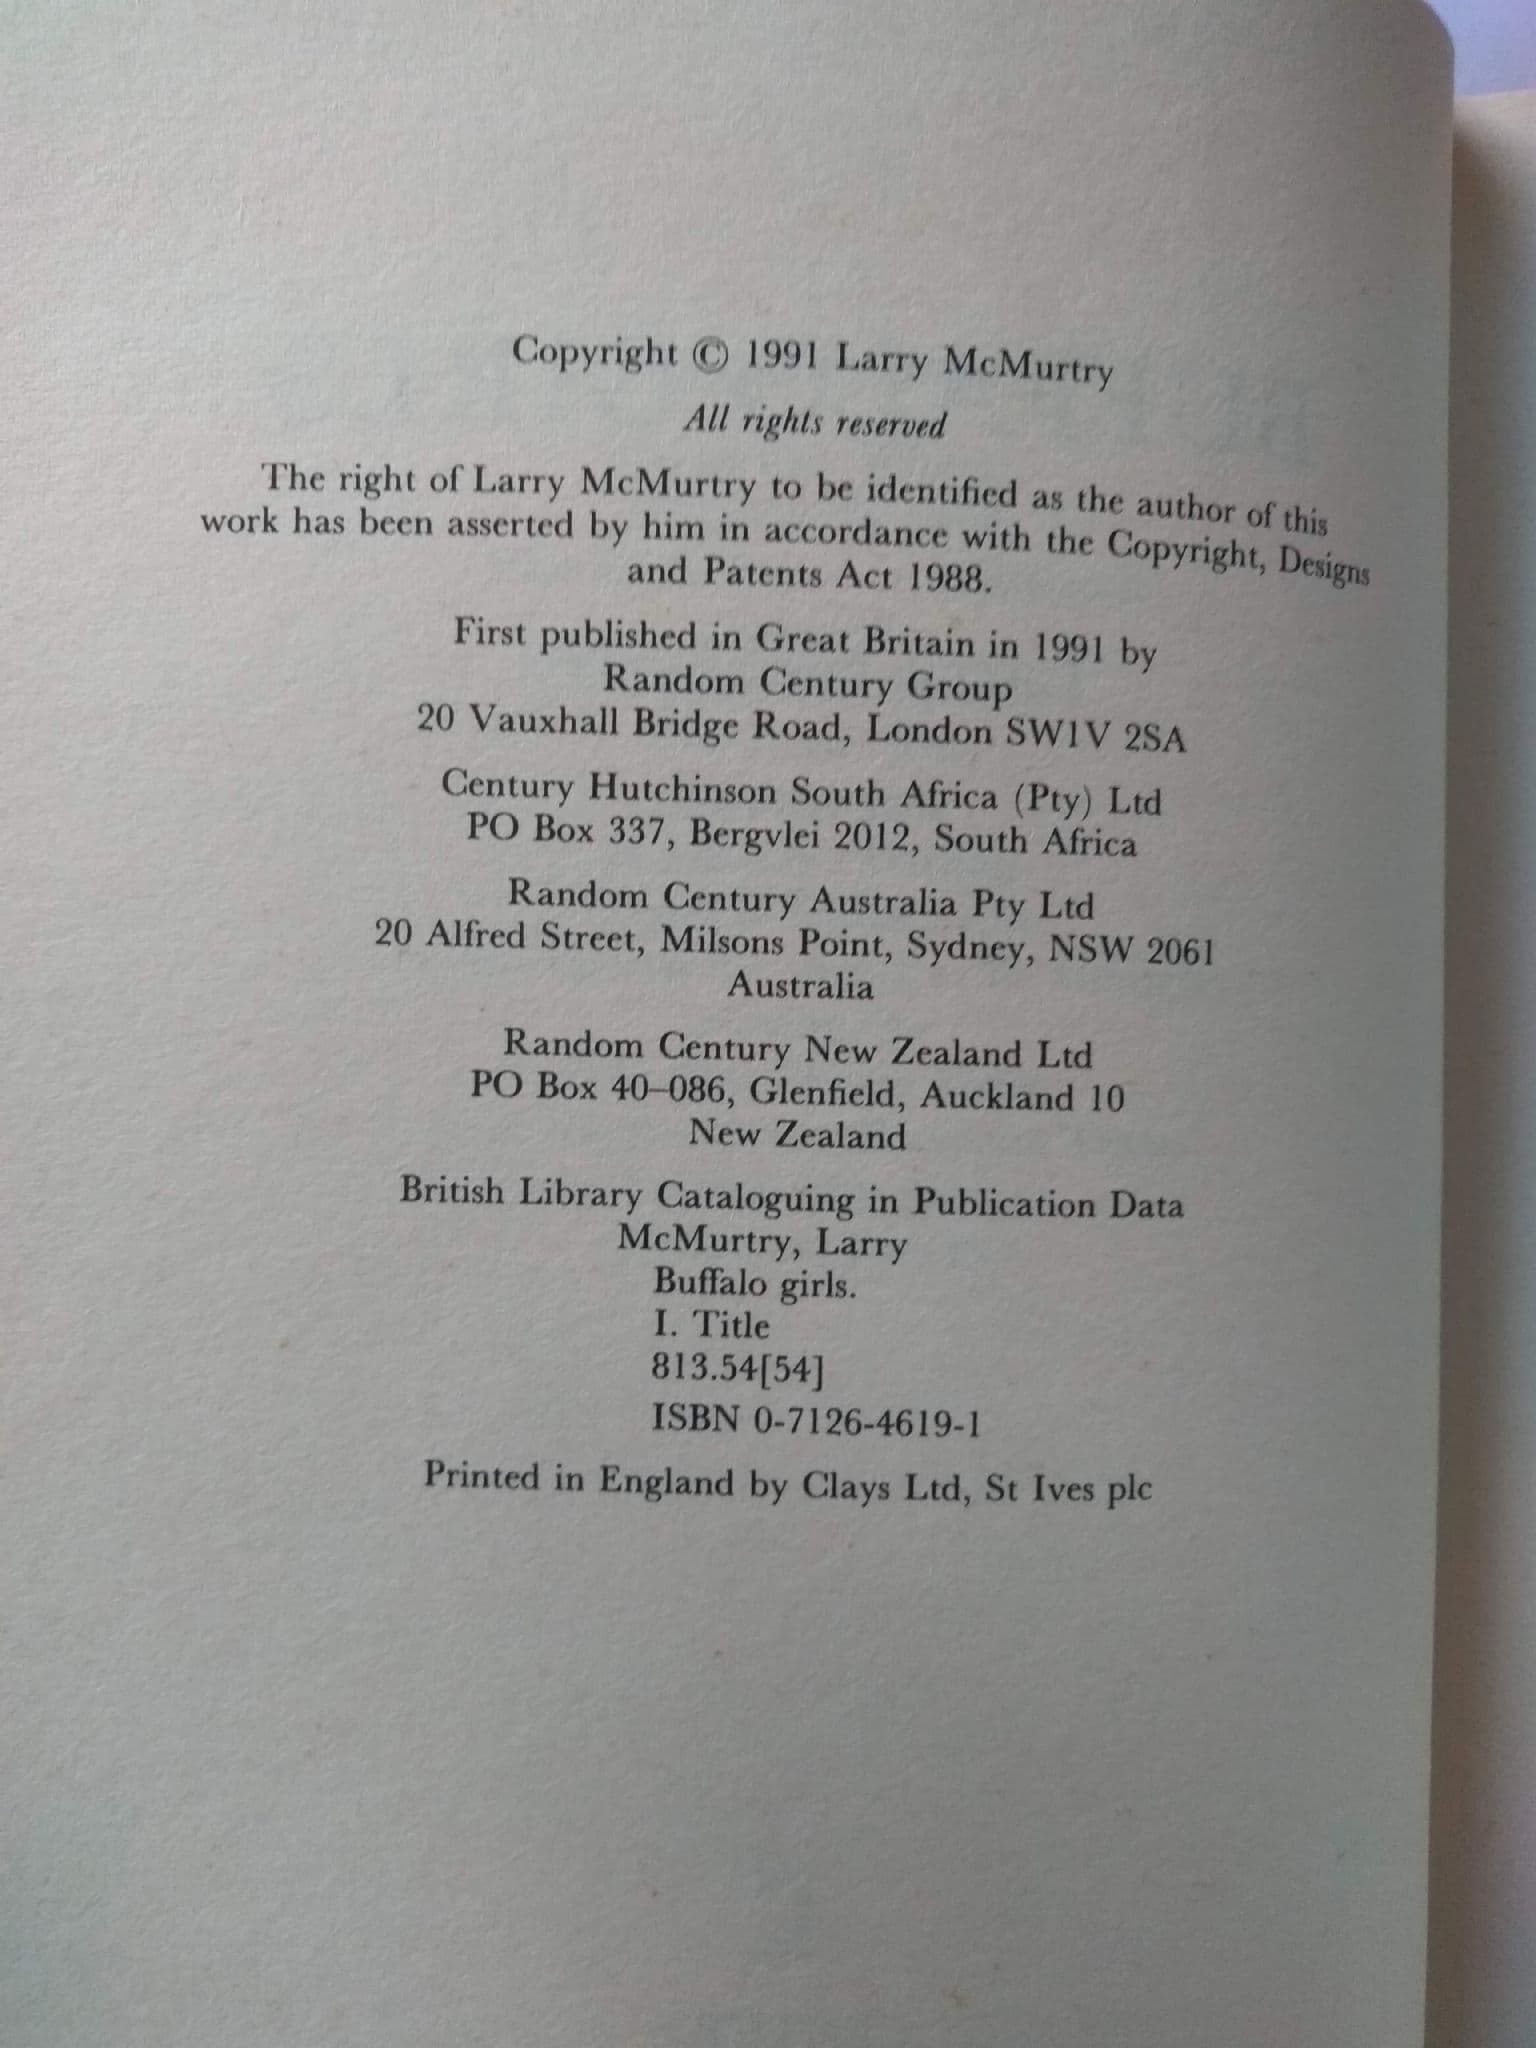 Copyright © 1991 Larry McMurtry
All rights reserved
The right of Larry McMurtry to be identified as the author of this
work has been asserted by him in accordance with the Copyright, Designs
and Patents Act 1988.
First published in Great Britain in 1991 by
Random Century Group
20 Vauxhall Bridge Road, London SW1V 2SA
Century Hutchinson South Africa (Pty) Ltd
PO Box 337, Bergvlei 2012, South Africa
Random Century Australia Pty Ltd
20 Alfred Street, Milsons Point, Sydney, NSW 2061
Australia
Random Century New Zealand Ltd
PO Box 40–086, Glenfield, Auckland 10
New Zealand
British Library Cataloguing in Publication Data
McMurtry, Larry
Buffalo girls.
I. Title
813.54[54]
ISBN 0-7126-4619-1
Printed in England by Clays Ltd, St Ives plc